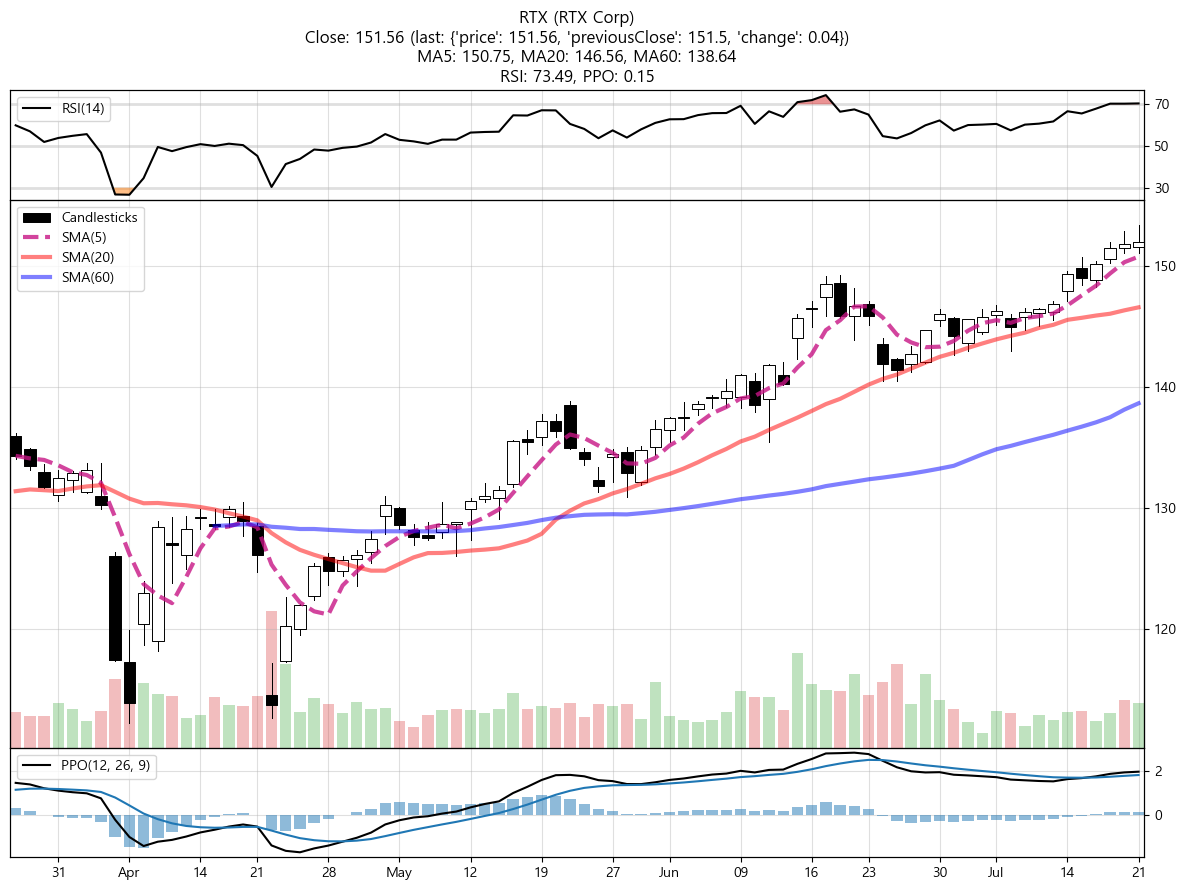 RTX (RTX Corp)
Close: 151.56 (last: {'price': 151.56, 'previousClose': 151.5, 'change': 0.04})
MA5: 150.75, MA20: 146.56, MA60: 138.64
RSI: 73.49, PPO: 0.15
RSI(14)
70
50
30
Candlesticks
SMA(5)
SMA(20)
SMA(60)
150
140
130
120
PPO(12, 26, 9)
2
0
31 Apr 14 21 28 May 12 19 27 Jun 09 16 23 30 Jul 14 21